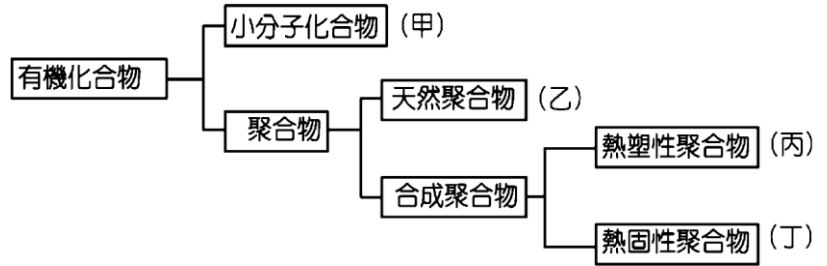 小分子化合物 (甲)
有機化合物
天然聚合物 (乙)
聚合物
熱塑性聚合物 (丙)
合成聚合物
熱固性聚合物 (丁)